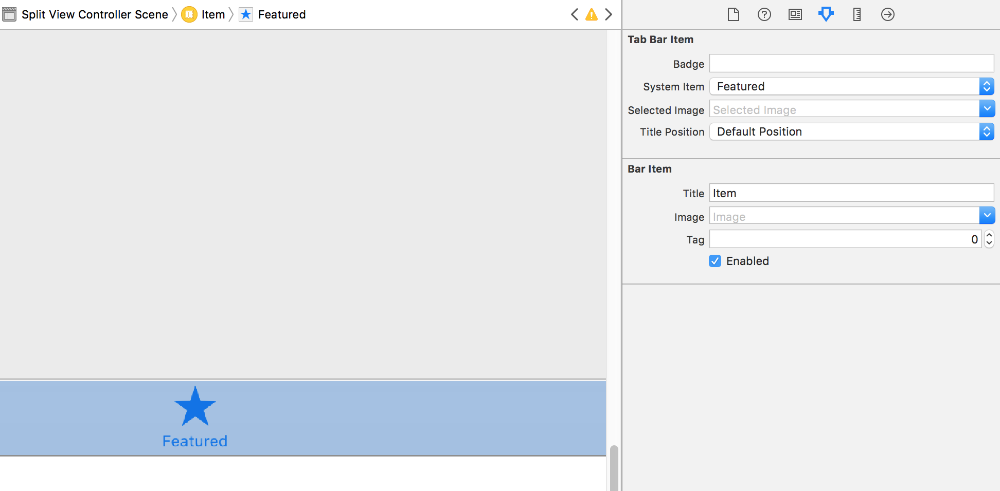 Split View Controller Scene Item Featured
Tab Bar Item
Badge
System Item Featured
Selected Image Selected Image
Title Position Default Position
Bar Item
Title Item
Image Image
Tag 0
Enabled
Featured